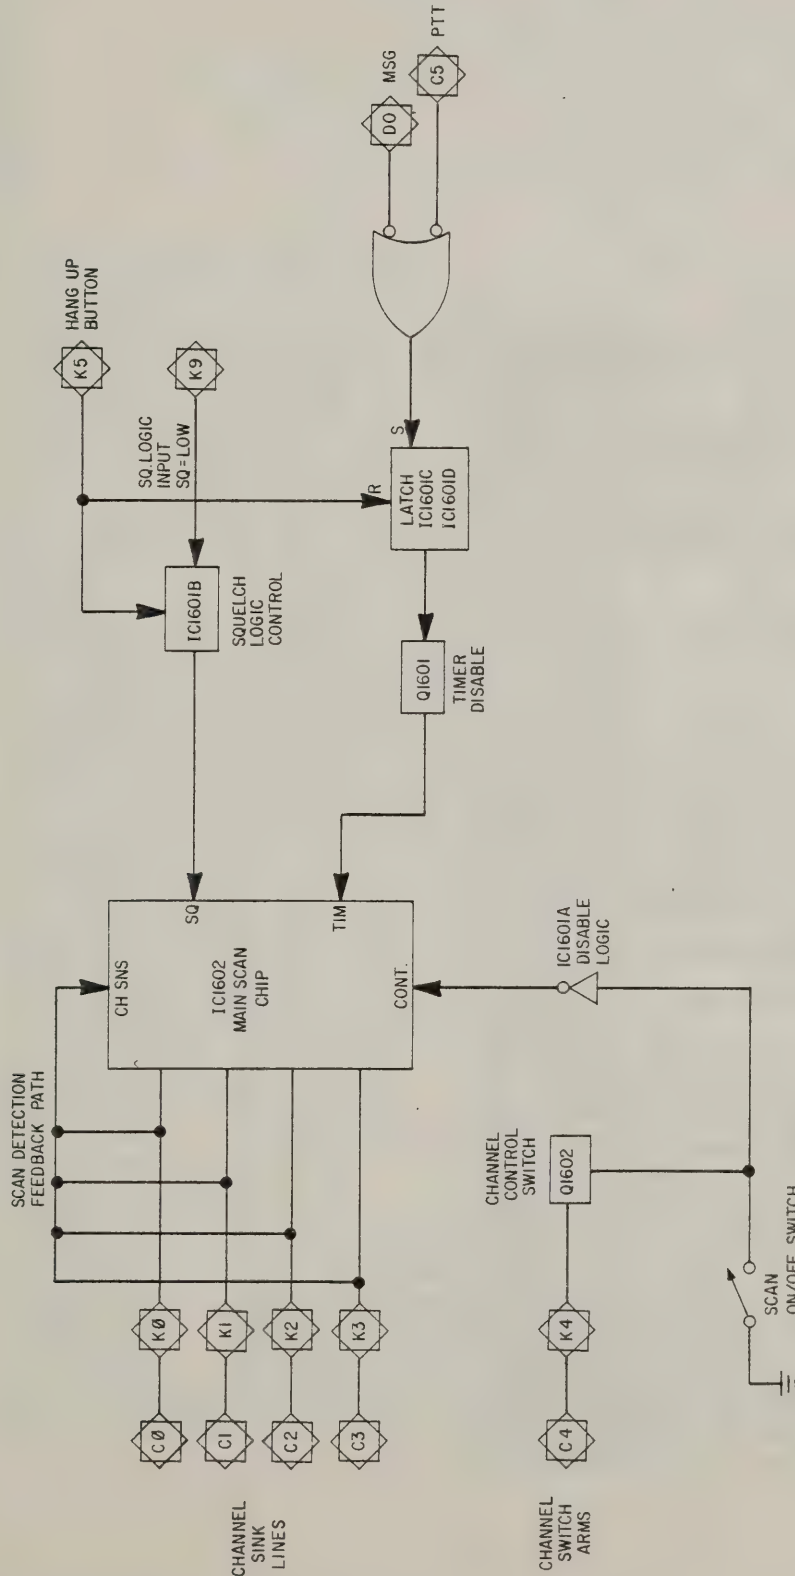 SCAN DETECTION
FEEDBACK PATH
CHANNEL
SINK
LINES
CØ
KØ
C1
K1
C2
K2
C3
K3
CH SNS
IC1602
MAIN SCAN
CHIP
SQ
TIM
CONT.
IC1601B
SQUELCH
LOGIC
CONTROL
SQ. LOGIC
INPUT
SQ=LOW
K5
HANG UP
BUTTON
K9
Q1601
TIMER
DISABLE
R
S
LATCH
IC1601C
IC1601D
DO
MSG
C5
PTT
CHANNEL
SWITCH
ARMS
C4
K4
CHANNEL
CONTROL
SWITCH
Q1602
SCAN
ON/OFF SWITCH
IC1601A
DISABLE
LOGIC